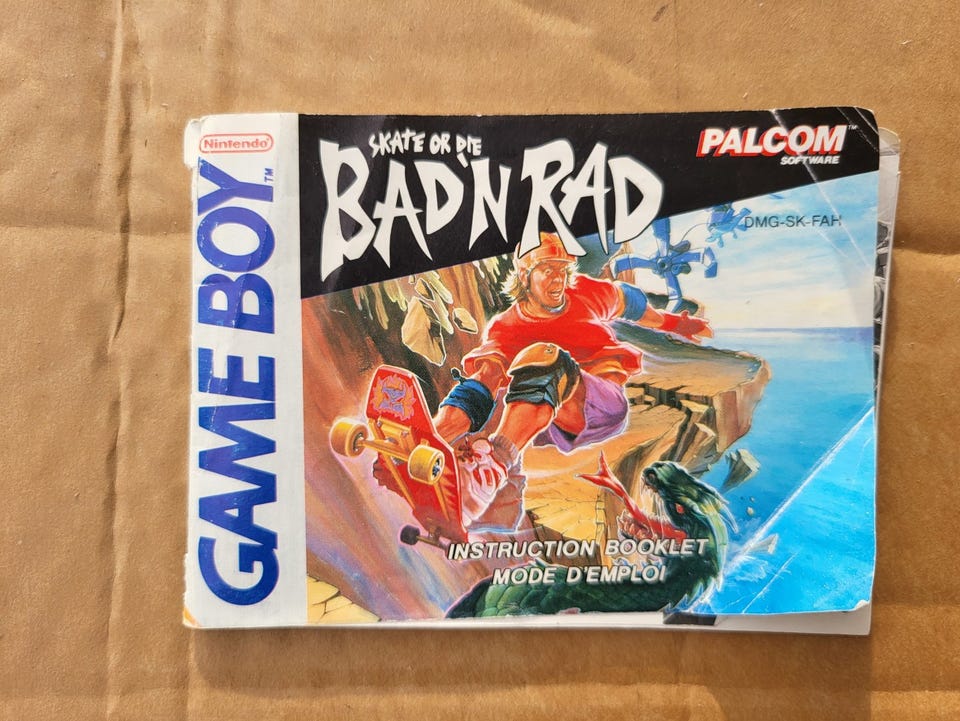 Nintendo®
GAME BOY™
SKATE OR DIE
BAD'N RAD
PALCOM™
SOFTWARE
DMG-SK-FAH
INSTRUCTION BOOKLET
MODE D'EMPLOI